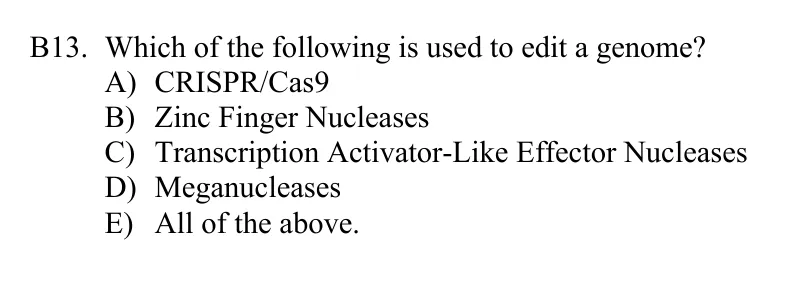 B13. Which of the following is used to edit a genome?
A) CRISPR/Cas9
B) Zinc Finger Nucleases
C) Transcription Activator-Like Effector Nucleases
D) Meganucleases
E) All of the above.